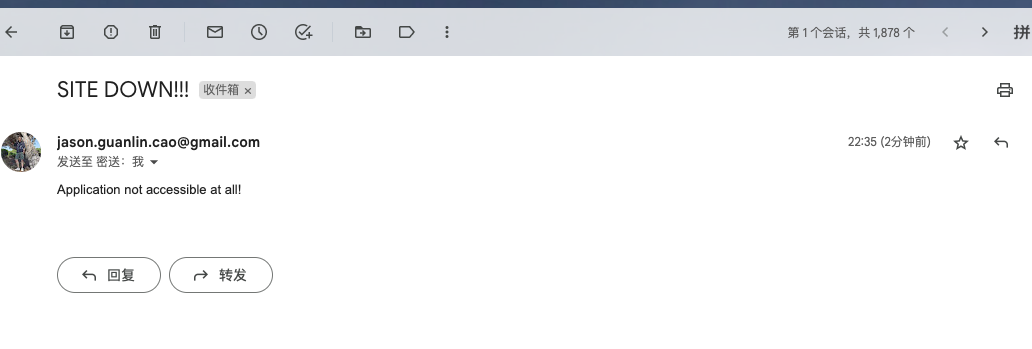 第 1 个会话，共 1,878 个
拼
SITE DOWN!!! 收件箱 ×
jason.guanlin.cao@gmail.com 22:35 (2分钟前)
发送至 密送：我
Application not accessible at all!
回复 转发